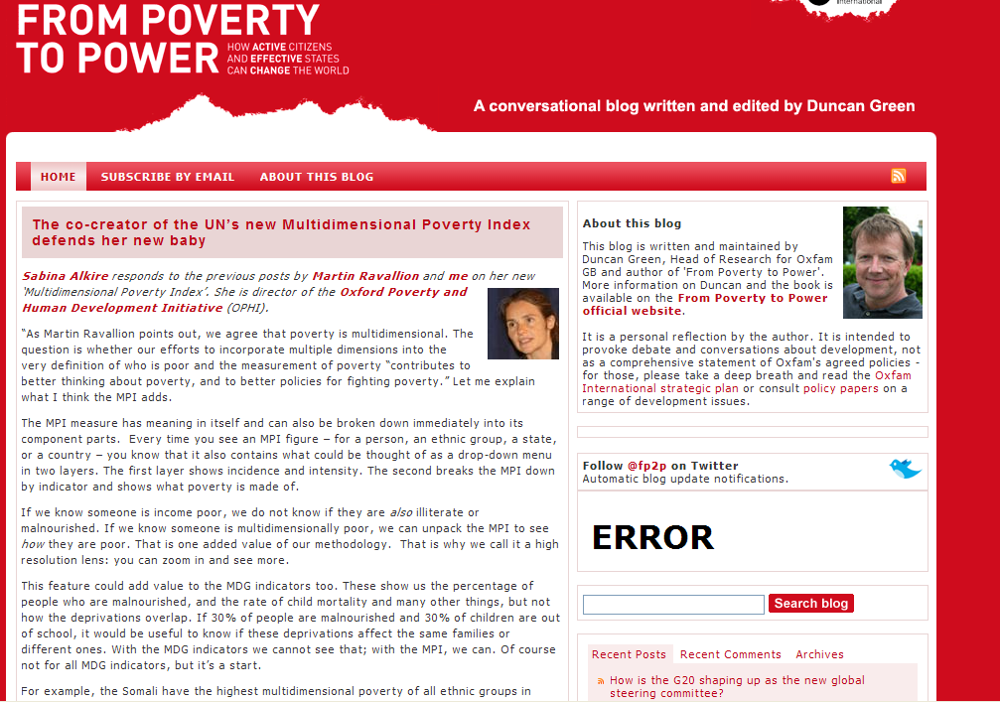 FROM POVERTY
TO POWER
HOW ACTIVE CITIZENS
AND EFFECTIVE STATES
CAN CHANGE THE WORLD
International
A conversational blog written and edited by Duncan Green
HOME SUBSCRIBE BY EMAIL ABOUT THIS BLOG
The co-creator of the UN's new Multidimensional Poverty Index
defends her new baby
Sabina Alkire responds to the previous posts by Martin Ravallion and me on her new
'Multidimensional Poverty Index'. She is director of the Oxford Poverty and
Human Development Initiative (OPHI).
"As Martin Ravallion points out, we agree that poverty is multidimensional. The
question is whether our efforts to incorporate multiple dimensions into the
very definition of who is poor and the measurement of poverty "contributes to
better thinking about poverty, and to better policies for fighting poverty." Let me explain
what I think the MPI adds.
The MPI measure has meaning in itself and can also be broken down immediately into its
component parts.  Every time you see an MPI figure – for a person, an ethnic group, a state,
or a country – you know that it also contains what could be thought of as a drop-down menu
in two layers. The first layer shows incidence and intensity. The second breaks the MPI down
by indicator and shows what poverty is made of.
If we know someone is income poor, we do not know if they are also illiterate or
malnourished. If we know someone is multidimensionally poor, we can unpack the MPI to see
how they are poor. That is one added value of our methodology.  That is why we call it a high
resolution lens: you can zoom in and see more.
This feature could add value to the MDG indicators too. These show us the percentage of
people who are malnourished, and the rate of child mortality and many other things, but not
how the deprivations overlap. If 30% of people are malnourished and 30% of children are out
of school, it would be useful to know if these deprivations affect the same families or
different ones. With the MDG indicators we cannot see that; with the MPI, we can. Of course
not for all MDG indicators, but it's a start.
For example, the Somali have the highest multidimensional poverty of all ethnic groups in
About this blog
This blog is written and maintained by
Duncan Green, Head of Research for Oxfam
GB and author of 'From Poverty to Power'.
More information on Duncan and the book is
available on the From Poverty to Power
official website.
It is a personal reflection by the author. It is intended to
provoke debate and conversations about development, not
as a comprehensive statement of Oxfam's agreed policies -
for those, please take a deep breath and read the Oxfam
International strategic plan or consult policy papers on a
range of development issues.
Follow @fp2p on Twitter
Automatic blog update notifications.
ERROR
Search blog
Recent Posts Recent Comments Archives
How is the G20 shaping up as the new global
steering committee?